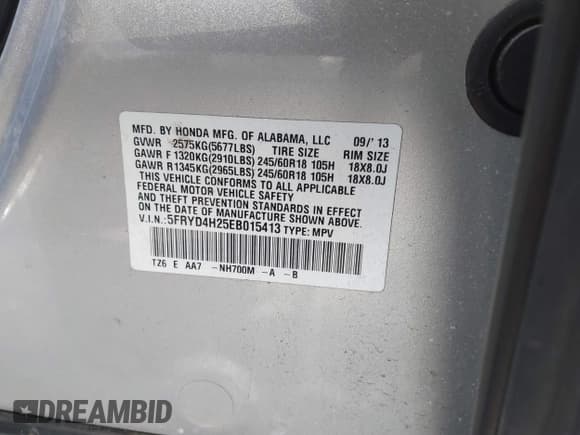 MFD. BY HONDA MFG. OF ALABAMA, LLC 09/'13
GVWR 2575KG(5677LBS) TIRE SIZE RIM SIZE
GAWR F 1320KG(2910LBS) 245/60R18 105H 18X8.0J
GAWR R1345KG(2965LBS) 245/60R18 105H 18X8.0J
THIS VEHICLE CONFORMS TO ALL APPLICABLE
FEDERAL MOTOR VEHICLE SAFETY
AND THEFT PREVENTION STANDARDS IN EFFECT
ON THE DATE OF MANUFACTURE SHOWN ABOVE.
V.I.N.:5FRYD4H25EB015413 TYPE: MPV
TZ6 E AA7 -NH700M -A -B
DREAMBID